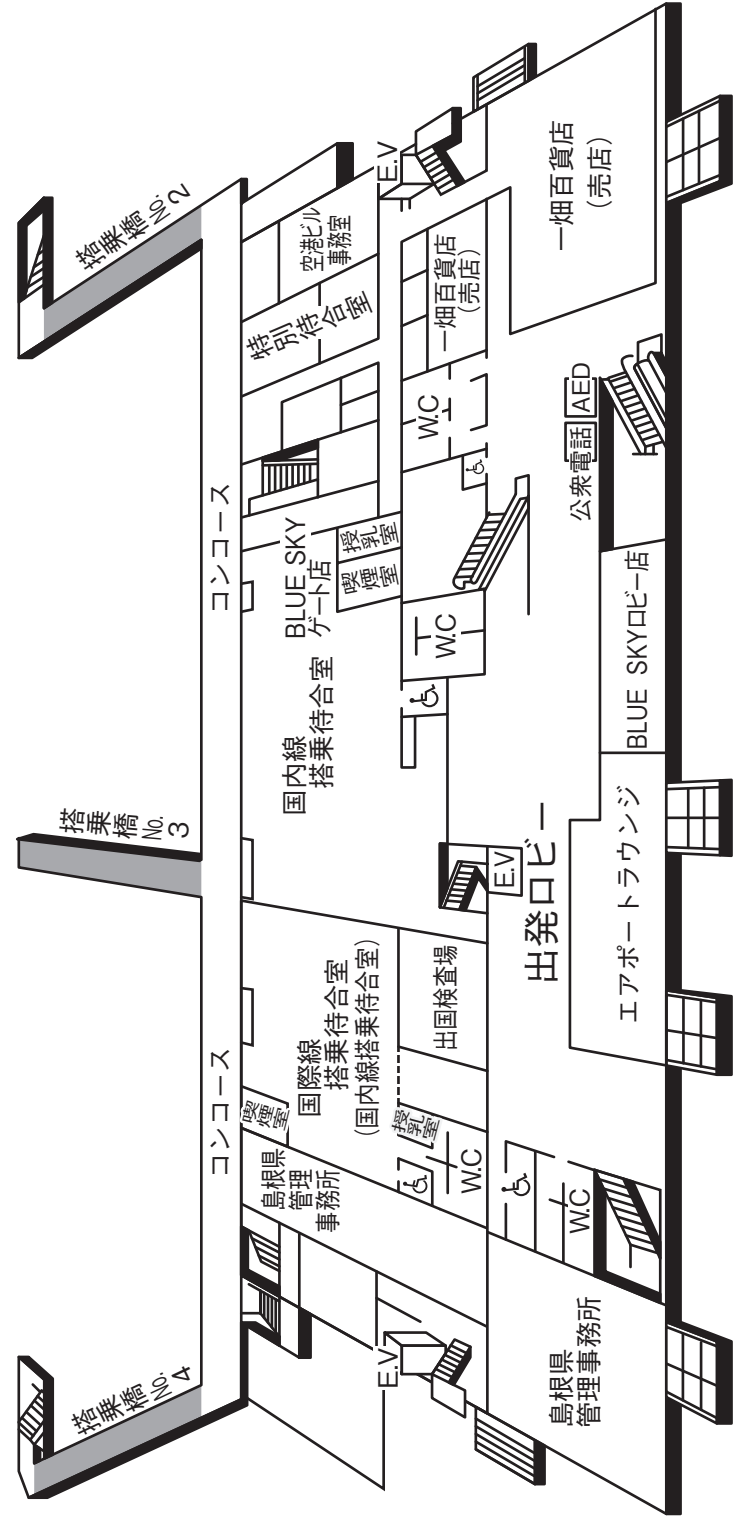 搭乗橋 No. 4
搭乗橋
No.
3
搭乗橋 No. 2
コンコース
コンコース
島根県
管理
事務所
喫煙室
国際線
搭乗待合室
(国内線搭乗待合室)
授乳室
出国検査場
国内線
搭乗待合室
BLUE SKY
ゲート店
喫煙室
授乳室
特別待合室
空港ビル
事務室
E.V
W.C
E.V
W.C
W.C
一畑百貨店
(売店)
E.V
島根県
管理事務所
W.C
出発ロビー
エアポートラウンジ
BLUE SKYロビー店
公衆電話
AED
一畑百貨店
(売店)